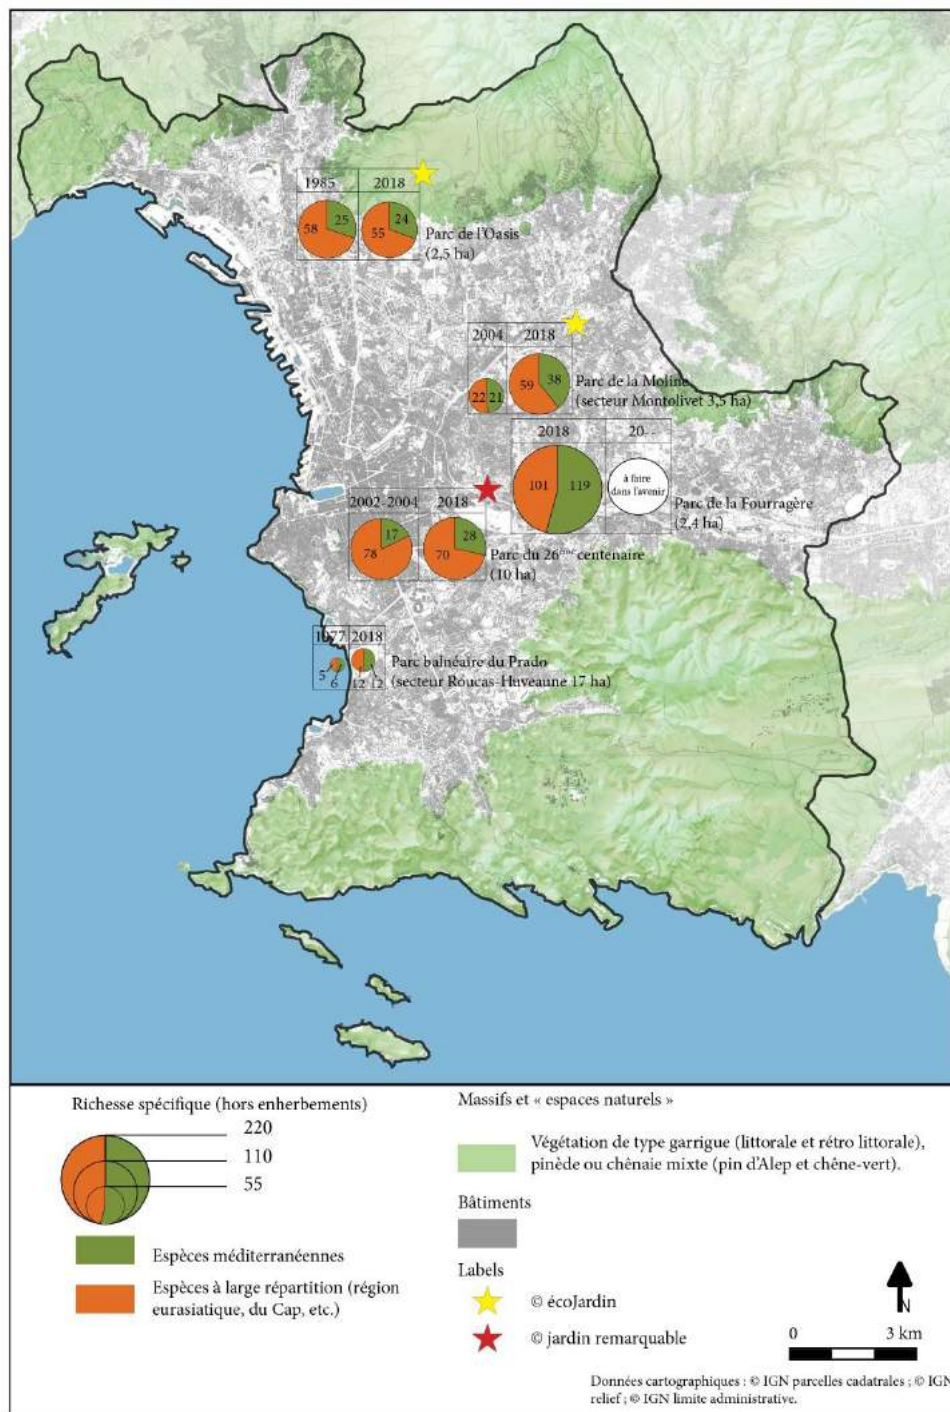 1985 2018
58 25 55 24
Parc de l'Oasis
(2,5 ha)
2004 2018
22 21 59 38
Parc de la Moline
(secteur Montolivet 3,5 ha)
2018 20--
101 119
à faire
dans l'avenir
Parc de la Fourragère
(2,4 ha)
2002-2004 2018
78 17 70 28
Parc du 26ème centenaire
(10 ha)
1977 2018
5 6 12 12
Parc balnéaire du Prado
(secteur Roucas-Huveaune 17 ha)
Richesse spécifique (hors enherbements)
220
110
55
Espèces méditerranéennes
Espèces à large répartition (région
eurasiatique, du Cap, etc.)
Massifs et « espaces naturels »
Végétation de type garrigue (littorale et rétro littorale),
pinède ou chênaie mixte (pin d'Alep et chêne-vert).
Bâtiments
Labels
© écoJardin
© jardin remarquable
N
0 3 km
Données cartographiques : © IGN parcelles cadatrales ; © IGN
relief ; © IGN limite administrative.